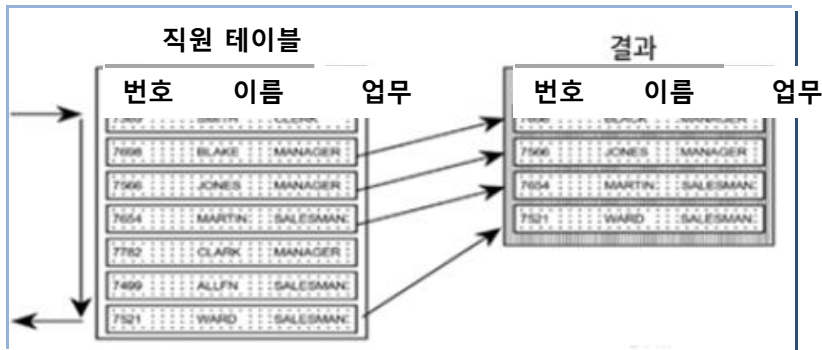 직원 테이블
번호 이름 업무
7698 BLAKE MANAGER
7566 JONES MANAGER
7654 MARTIN SALESMAN
7782 CLARK MANAGER
7499 ALLFN SALESMAN
7521 WARD SALESMAN
결과
번호 이름 업무
7566 JONES MANAGER
7654 MARTIN SALESMAN
7521 WARD SALESMAN